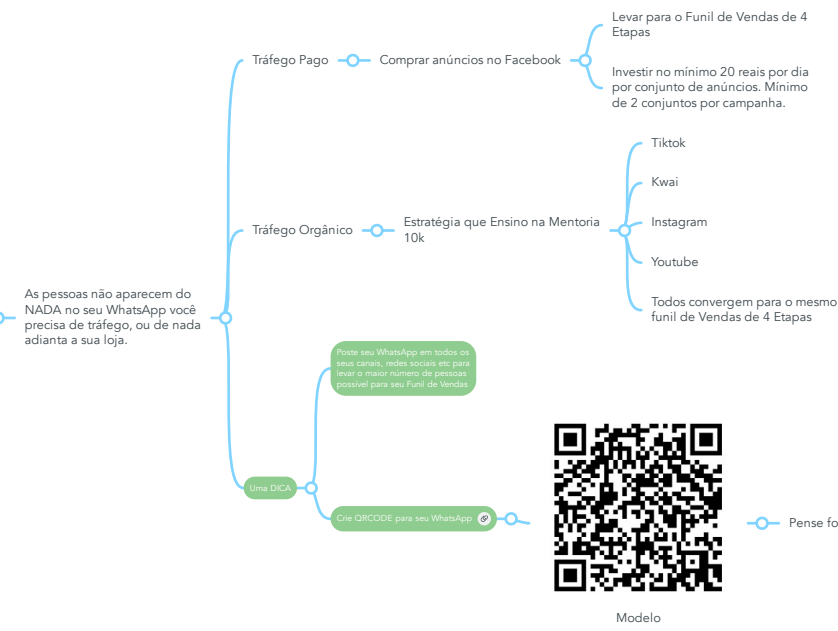 Levar para o Funil de Vendas de 4
Etapas
Tráfego Pago
Comprar anúncios no Facebook
Investir no mínimo 20 reais por dia
por conjunto de anúncios. Mínimo
de 2 conjuntos por campanha.
Tiktok
Kwai
Tráfego Orgânico
Estratégia que Ensino na Mentoria
10k
Instagram
Youtube
Todos convergem para o mesmo
funil de Vendas de 4 Etapas
As pessoas não aparecem do
NADA no seu WhatsApp você
precisa de tráfego, ou de nada
adianta a sua loja.
Poste seu WhatsApp em todos os
seus canais, redes sociais etc para
levar o maior número de pessoas
possível para seu Funil de Vendas
Uma DICA
Crie QRCODE para seu WhatsApp
Pense fo
Modelo